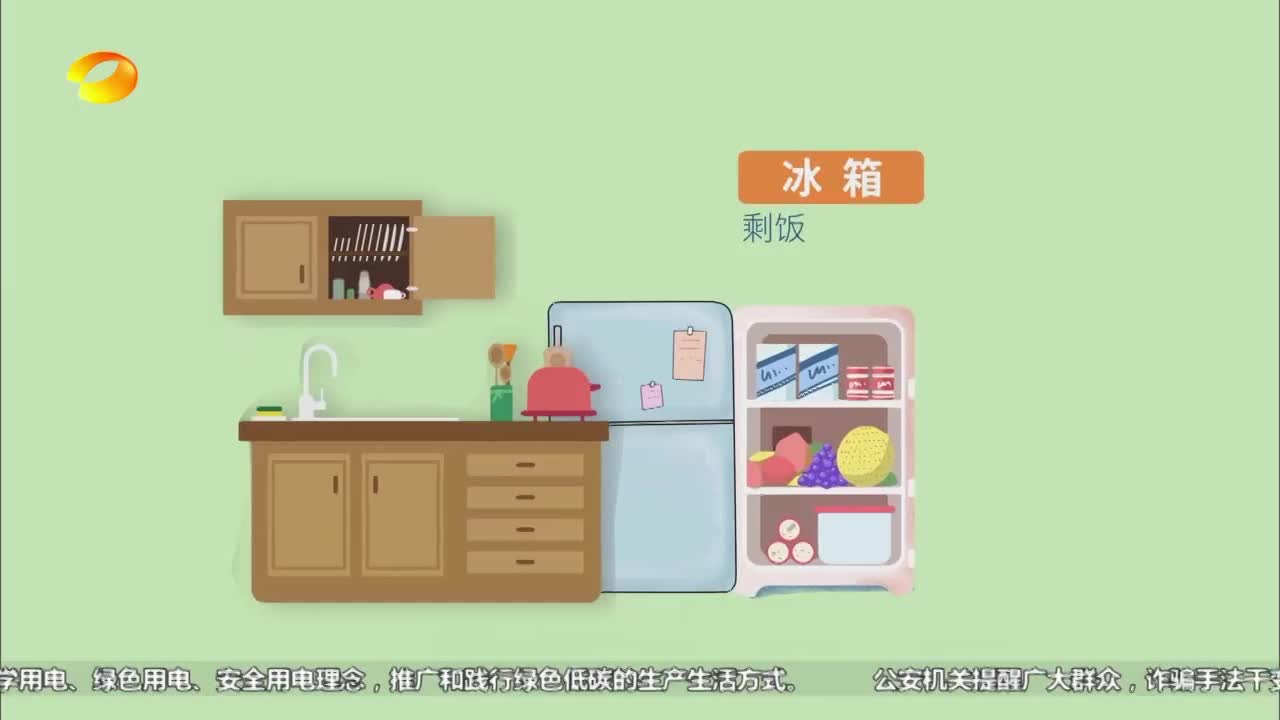 冰箱
剩饭
学用电、绿色用电、安全用电理念，推广和践行绿色低碳的生产生活方式。 公安机关提醒广大群众，诈骗手法千变